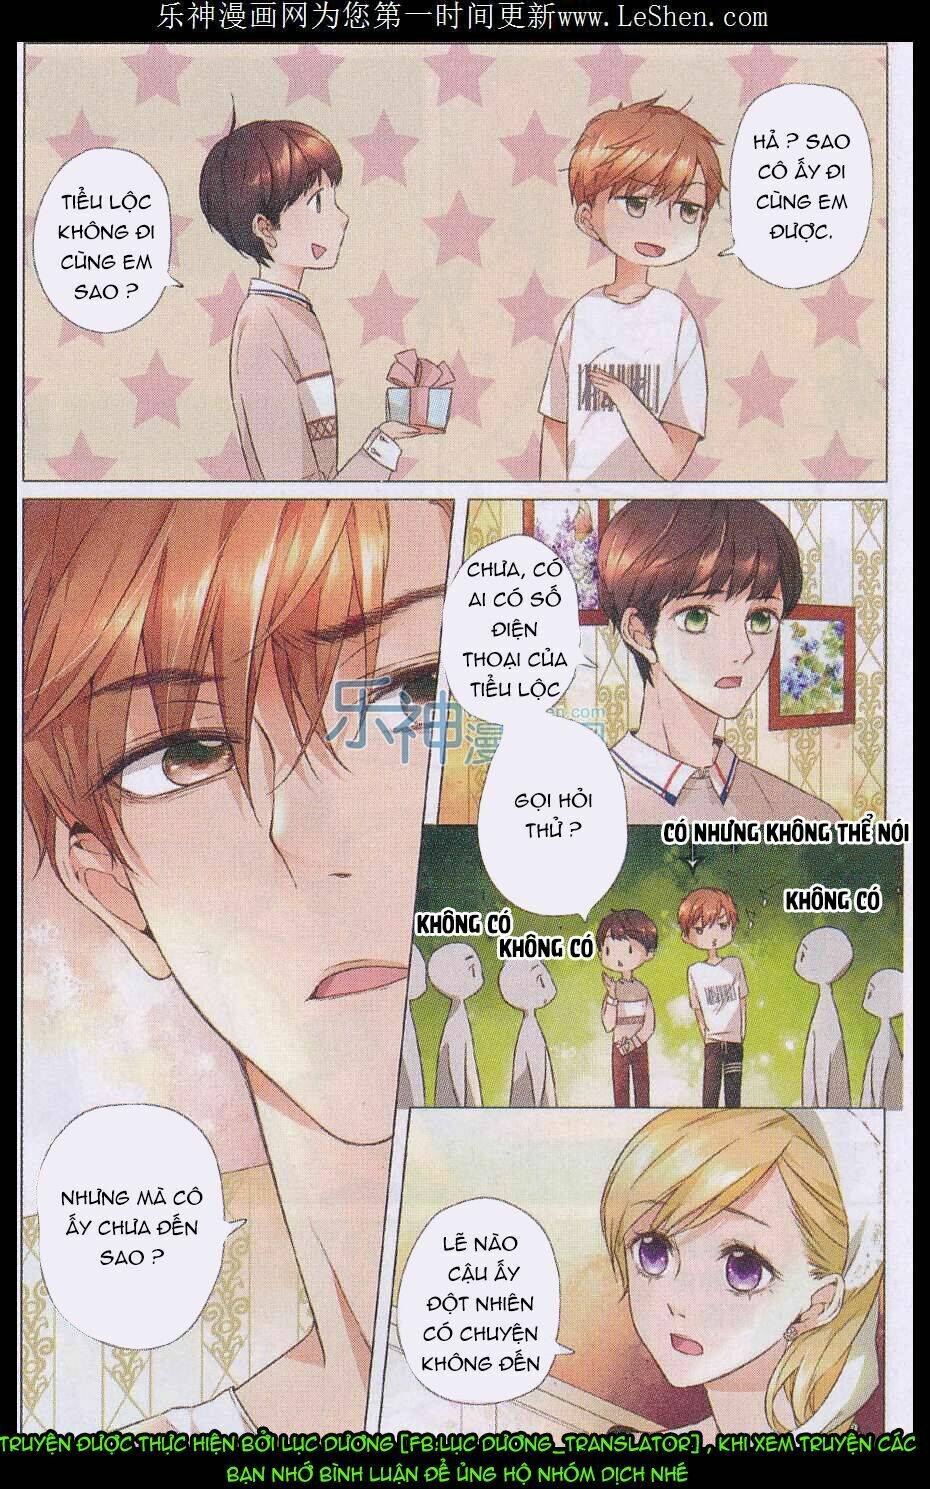 乐神漫画网为您第一时间更新www.LeShen.com
TIỂU LỘC
KHÔNG ĐI
CÙNG EM
SAO ?
HẢ ? SAO
CÔ ẤY ĐI
CÙNG EM
ĐƯỢC.
CHƯA, CÓ
AI CÓ SỐ
ĐIỆN
THOẠI CỦA
TIỂU LỘC
乐神漫
en.com
GỌI HỎI
THỬ ?
CÓ NHƯNG KHÔNG THỂ NÓI
KHÔNG CÓ
KHÔNG CÓ
KHÔNG CÓ
NHƯNG MÀ CÔ
ẤY CHƯA ĐẾN
SAO ?
LẼ NÀO
CẬU ẤY
ĐỘT NHIÊN
CÓ CHUYỆN
KHÔNG ĐẾN
TRUYỆN ĐƯỢC THỰC HIỆN BỞI LỤC DƯƠNG [FB:LỤC DƯƠNG_TRANSLATOR] , KHI XEM TRUYỆN CÁC
BẠN NHỚ BÌNH LUẬN ĐỂ ỦNG HỘ NHÓM DỊCH NHÉ